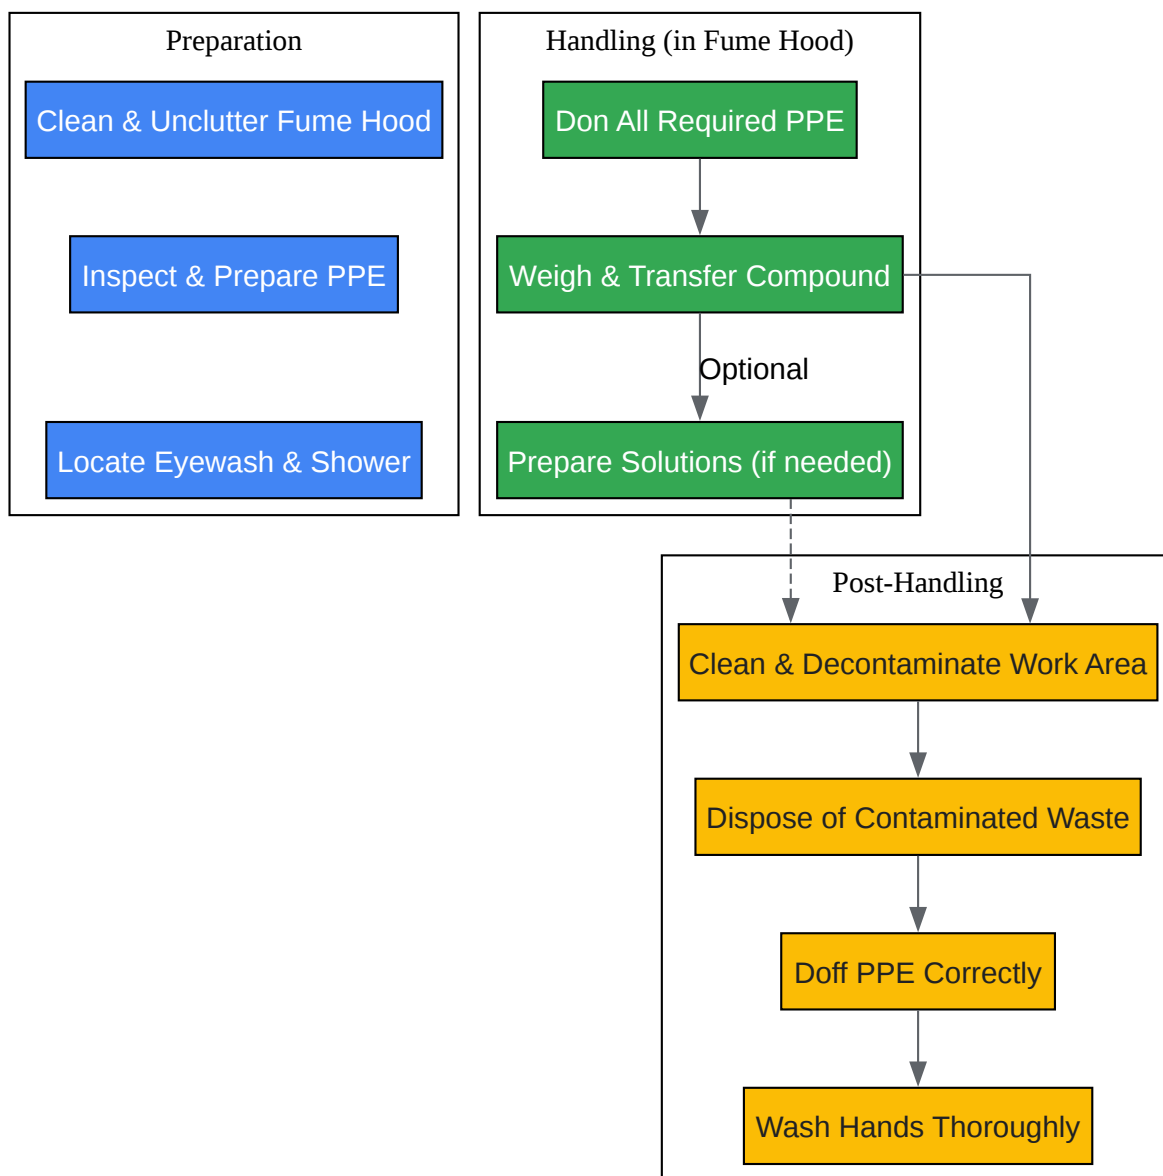 Preparation
Clean & Unclutter Fume Hood
Inspect & Prepare PPE
Locate Eyewash & Shower
Handling (in Fume Hood)
Don All Required PPE
Weigh & Transfer Compound
Optional
Prepare Solutions (if needed)
Post-Handling
Clean & Decontaminate Work Area
Dispose of Contaminated Waste
Doff PPE Correctly
Wash Hands Thoroughly